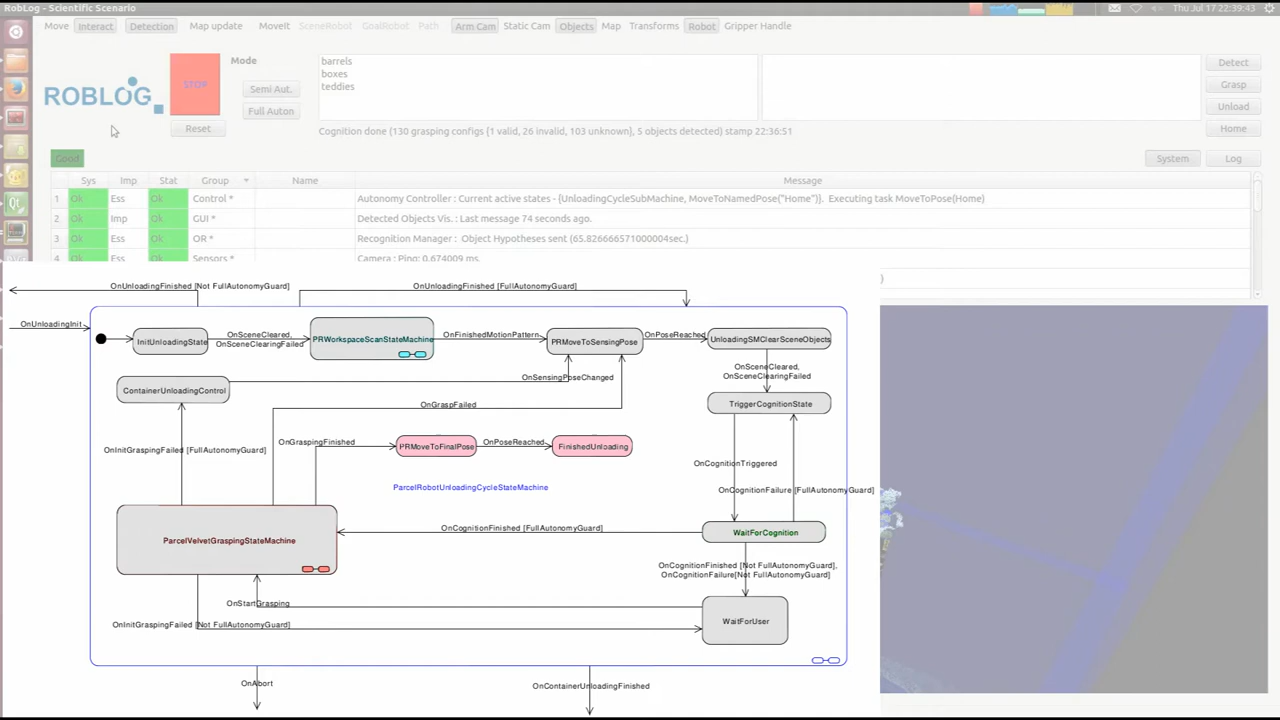 RobLog - Scientific Scenario
Thu Jul 17 22:39:43
Move Interact Detection Map update MoveIt SceneRobot GoalRobot Path Arm Cam Static Cam Objects Map Transforms Robot Gripper Handle
ROBLOG
STOP
Mode
Semi Aut.
Full Auton
Reset
barrels
boxes
teddies
Detect
Grasp
Unload
Home
Cognition done (130 grasping configs (1 valid, 26 invalid, 103 unknown), 5 objects detected) stamp 22:36:51
Good
System Log
Sys Imp Stat Group Name Message
1 Ok Ess Ok Control * Autonomy Controller : Current active states - {UnloadingCycleSubMachine, MoveToNamedPose("Home")}. Executing task MoveToPose(Home)
2 Ok Imp Ok GUI * Detected Objects Vis. : Last message 74 seconds ago.
3 Ok Ess Ok OR * Recognition Manager : Object Hypotheses sent (65.826666571000004sec.)
4 Ok Ess Ok Sensors * Camera : Ping: 0.674009 ms.
OnUnloadingFinished [Not FullAutonomyGuard]
OnUnloadingFinished [FullAutonomyGuard]
OnUnloadingInit
InitUnloadingState
OnSceneCleared,
OnSceneClearingFailed
PRWorkspaceScanStateMachine
OnFinishedMotionPattern
PRMoveToSensingPose
OnPoseReached
UnloadingSMClearSceneObjects
OnSceneCleared,
OnSceneClearingFailed
ContainerUnloadingControl
OnSensingPoseChanged
TriggerCognitionState
OnGraspFailed
OnInitGraspingFailed [FullAutonomyGuard]
OnGraspingFinished
PRMoveToFinalPose
OnPoseReached
FinishedUnloading
OnCognitionTriggered
ParcelRobotUnloadingCycleStateMachine
OnCognitionFailure [FullAutonomyGuard]
ParcelVelvetGraspingStateMachine
OnCognitionFinished [FullAutonomyGuard]
WaitForCognition
OnCognitionFinished [Not FullAutonomyGuard],
OnCognitionFailure[Not FullAutonomyGuard]
OnStartGrasping
OnInitGraspingFailed [Not FullAutonomyGuard]
WaitForUser
OnAbort
OnContainerUnloadingFinished